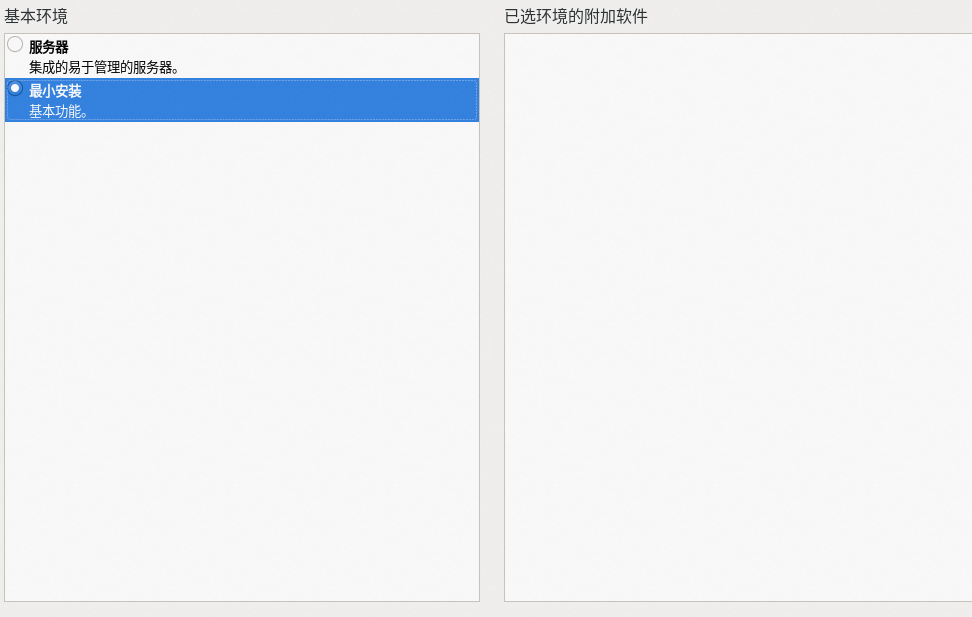 基本环境
已选环境的附加软件
服务器
集成的易于管理的服务器。
最小安装
基本功能。